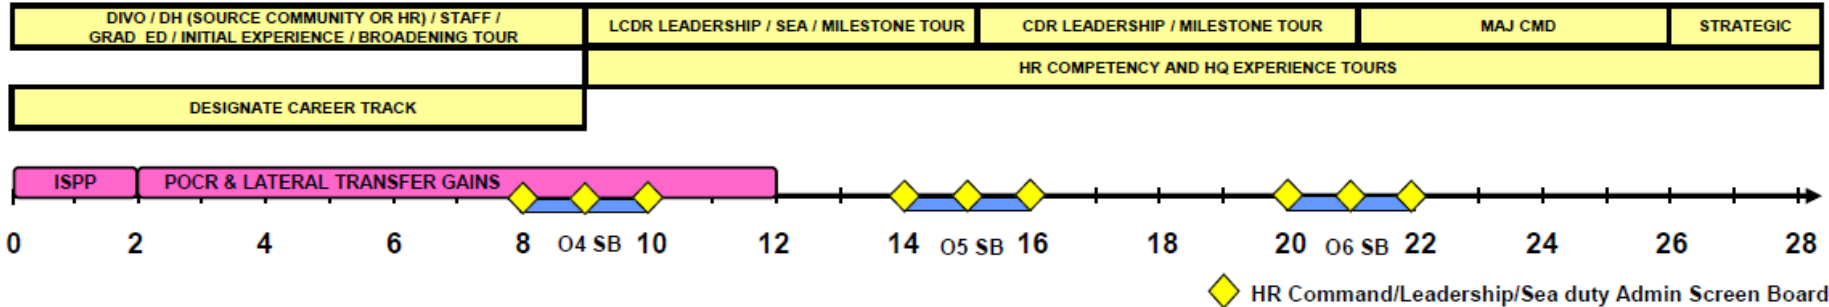 DIVO / DH (SOURCE COMMUNITY OR HR) / STAFF /
GRAD ED / INITIAL EXPERIENCE / BROADENING TOUR
LCDR LEADERSHIP / SEA / MILESTONE TOUR
CDR LEADERSHIP / MILESTONE TOUR
MAJ CMD
STRATEGIC
HR COMPETENCY AND HQ EXPERIENCE TOURS
DESIGNATE CAREER TRACK
ISPP
POCR & LATERAL TRANSFER GAINS
0 2 4 6 8 O4 SB 10 12 14 O5 SB 16 18 20 O6 SB 22 24 26 28
HR Command/Leadership/Sea duty Admin Screen Board